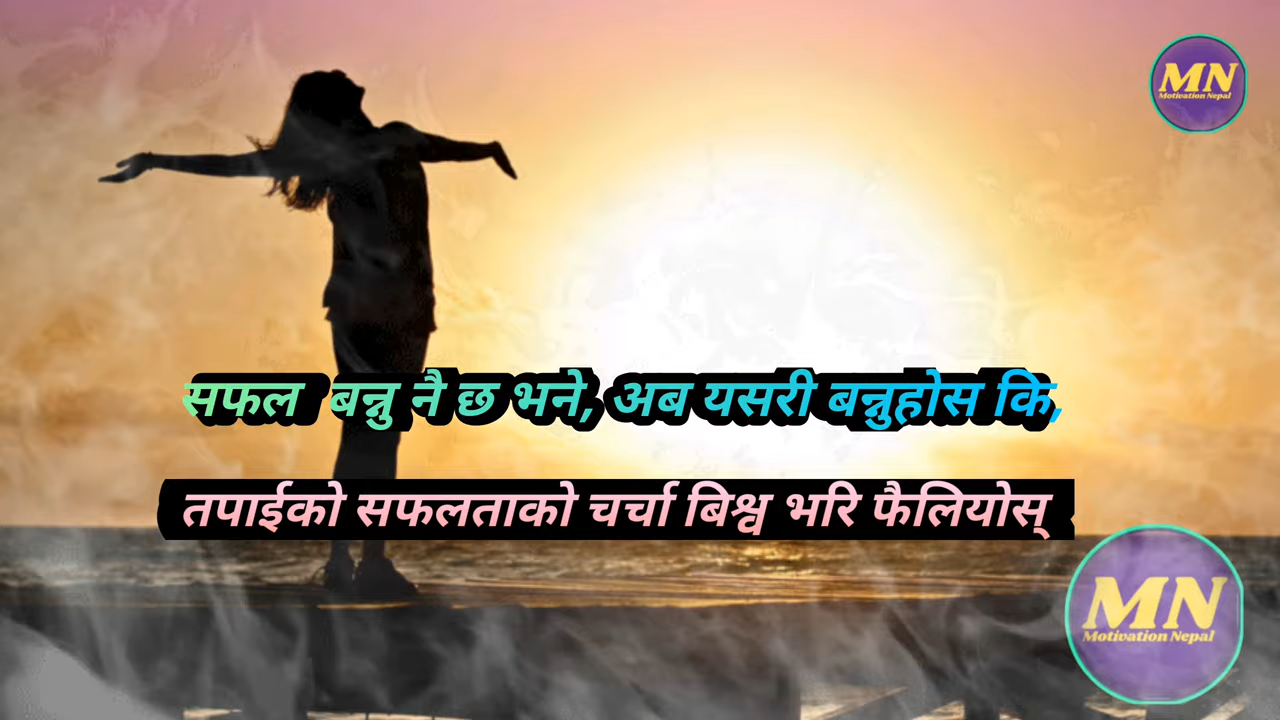 MN
Motivation Nepal
सफल बन्नु नै छ भने, अब यसरी बन्नुहोस कि,
तपाईको सफलताको चर्चा बिश्व भरि फैलियोस्
MN
Motivation Nepal